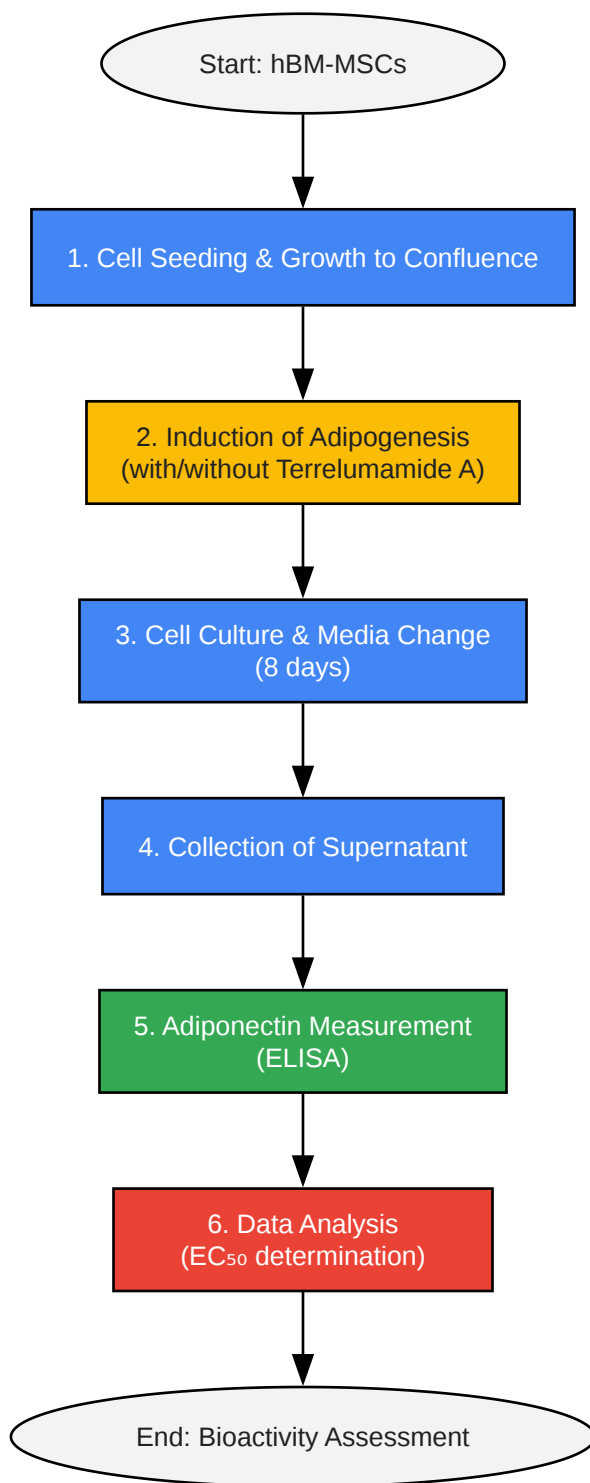 Start: hBM-MSCs
1. Cell Seeding & Growth to Confluence
2. Induction of Adipogenesis
(with/without Terrelumamide A)
3. Cell Culture & Media Change
(8 days)
4. Collection of Supernatant
5. Adiponectin Measurement
(ELISA)
6. Data Analysis
(EC₅₀ determination)
End: Bioactivity Assessment